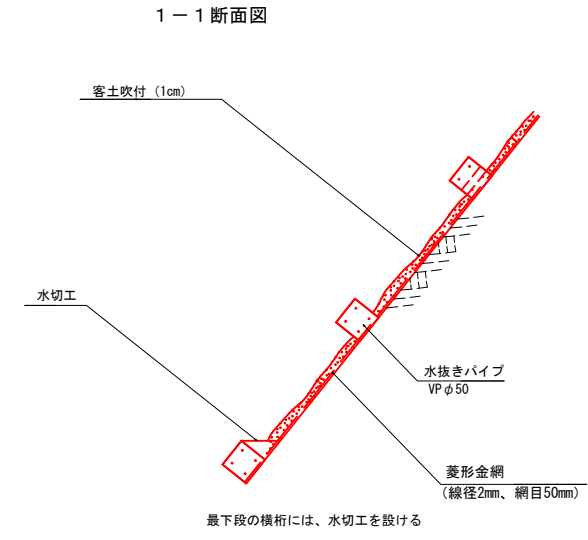 1－1断面図
客土吹付（1cm）
水切工
水抜きパイプ
VPφ50
菱形金網
（線径2mm、網目50mm）
最下段の横桁には、水切工を設ける